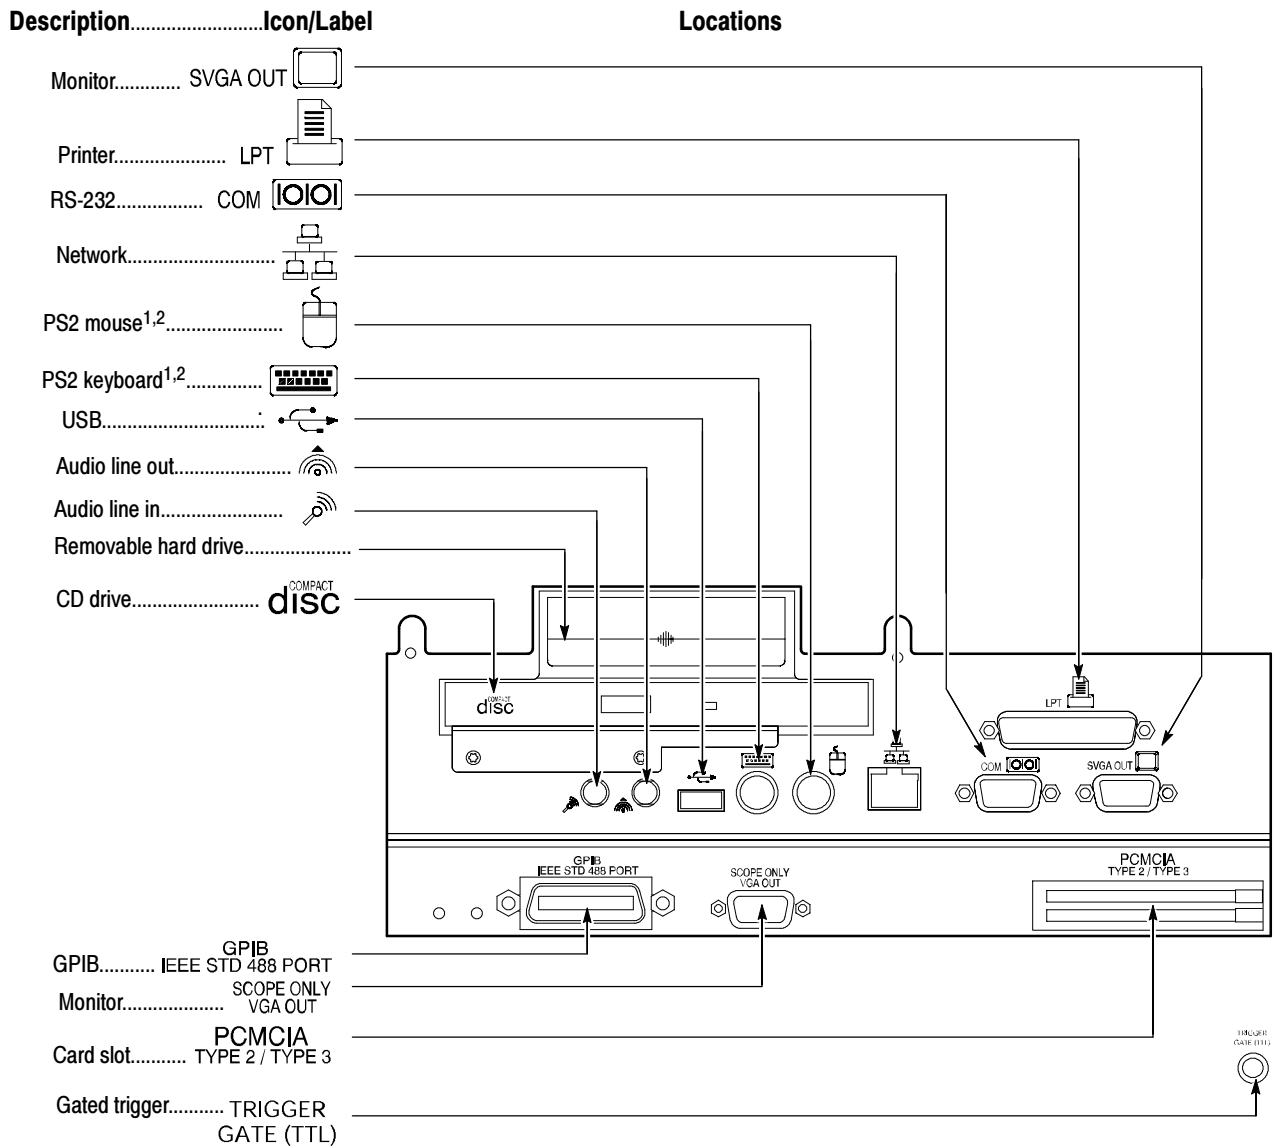 Description..........................Icon/Label
Locations
Monitor............. SVGA OUT
Printer...................... LPT
RS-232................. COM
Network............................
PS2 mouse1,2.......................
PS2 keyboard1,2...............
USB...............................:
Audio line out.......................
Audio line in........................
Removable hard drive.....................
CD drive......................... COMPACT
disc
COMPACT
disc
LPT
COM
SVGA OUT
GPIB
IEEE STD 488 PORT
SCOPE ONLY
VGA OUT
PCMCIA
TYPE 2 / TYPE 3
GPIB........... GPIB
IEEE STD 488 PORT
Monitor.................... SCOPE ONLY
VGA OUT
Card slot........... PCMCIA
TYPE 2 / TYPE 3
TRIGGER
GATE (TTL)
Gated trigger........... TRIGGER
GATE (TTL)